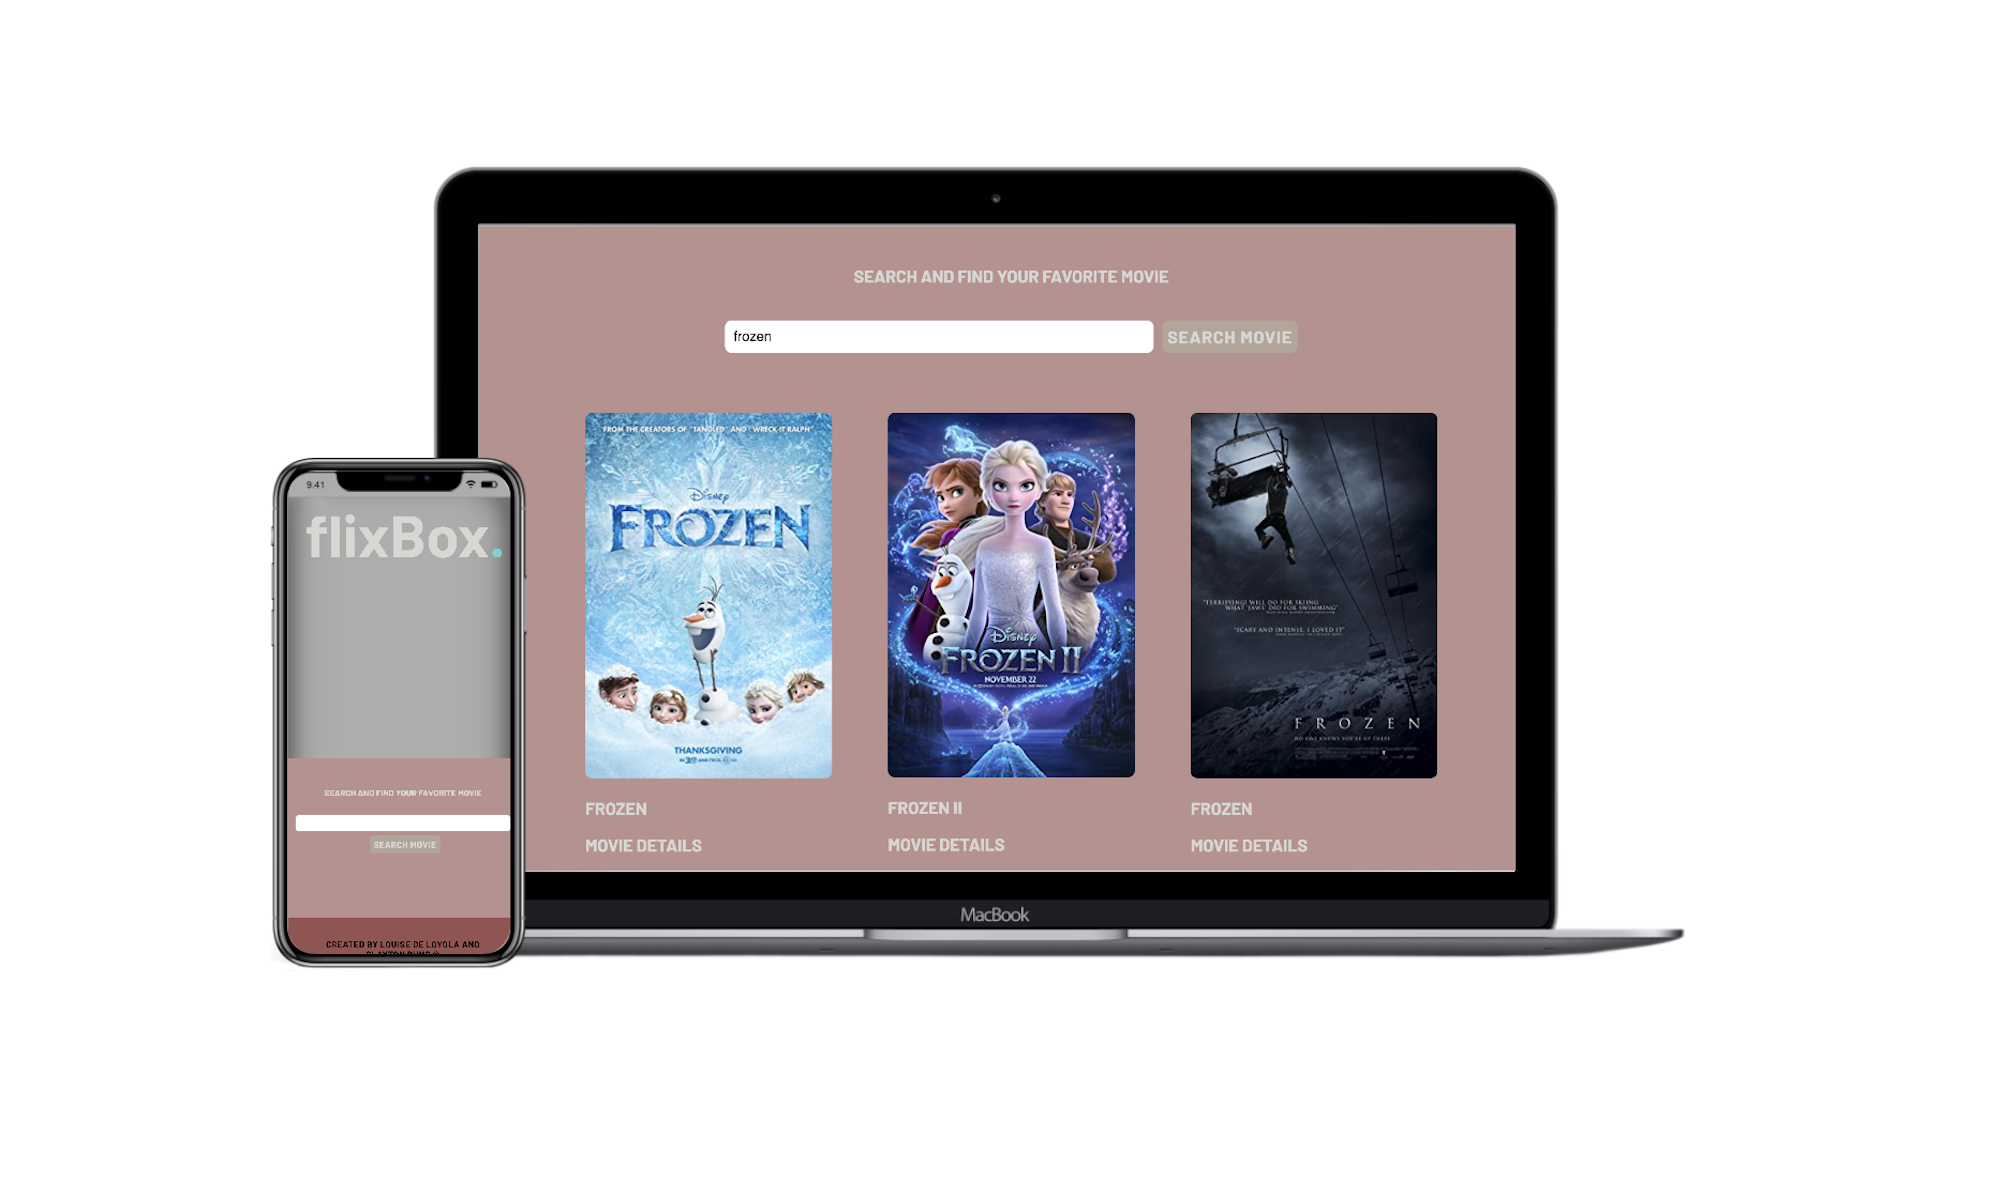 SEARCH AND FIND YOUR FAVORITE MOVIE
frozen
SEARCH MOVIE
FROM THE CREATORS OF "TANGLED" AND "WRECK-IT RALPH"
Disney
FROZEN
THANKSGIVING
Disney
FROZEN II
NOVEMBER 22
"TERRIFYING! WILL DO FOR SKIING
WHAT 'JAWS' DID FOR SWIMMING"
"SCARY AND INTENSE, I LOVED IT"
FROZEN
NO ONE KNOWS YOU'RE UP THERE
FROZEN
MOVIE DETAILS
FROZEN II
MOVIE DETAILS
FROZEN
MOVIE DETAILS
MacBook
9.41
flixBox.
SEARCH AND FIND YOUR FAVORITE MOVIE
SEARCH MOVIE
CREATED BY LOUISE DE LOYOLA AND